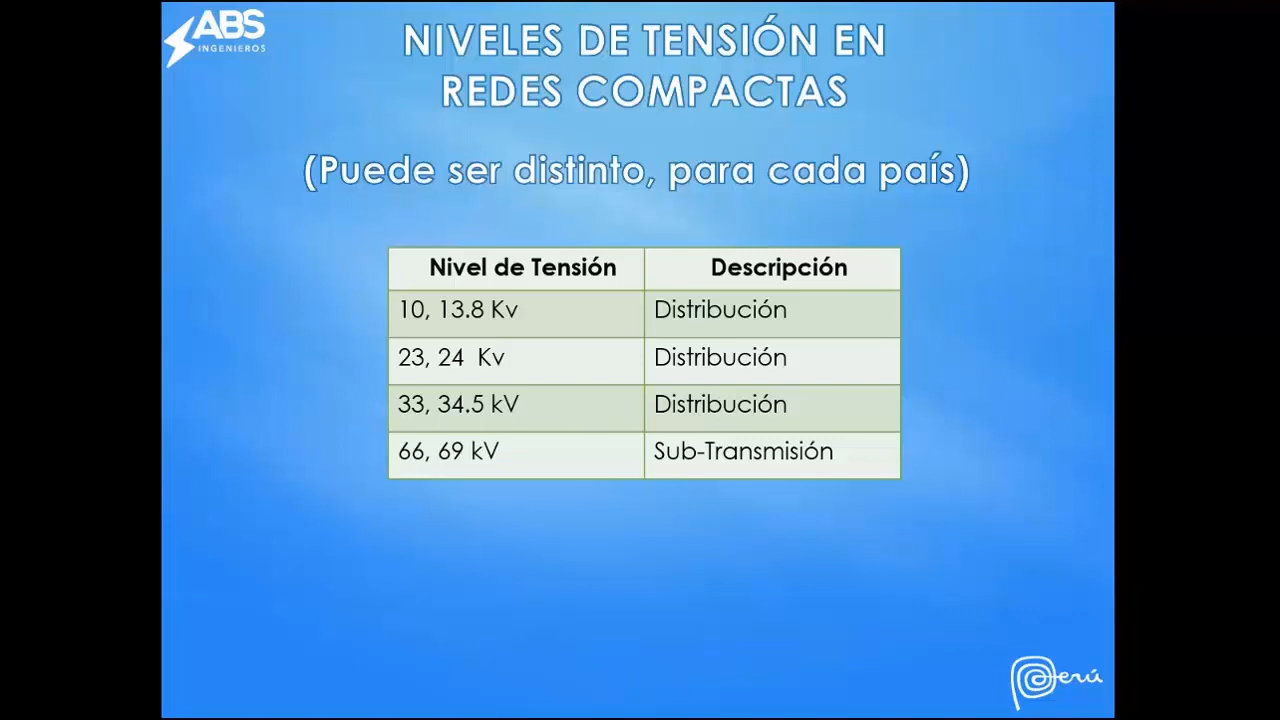 ABS
INGENIEROS
NIVELES DE TENSIÓN EN
REDES COMPACTAS
(Puede ser distinto, para cada país)
Nivel de Tensión Descripción
10, 13.8 Kv Distribución
23, 24 Kv Distribución
33, 34.5 kV Distribución
66, 69 kV Sub-Transmisión
Perú